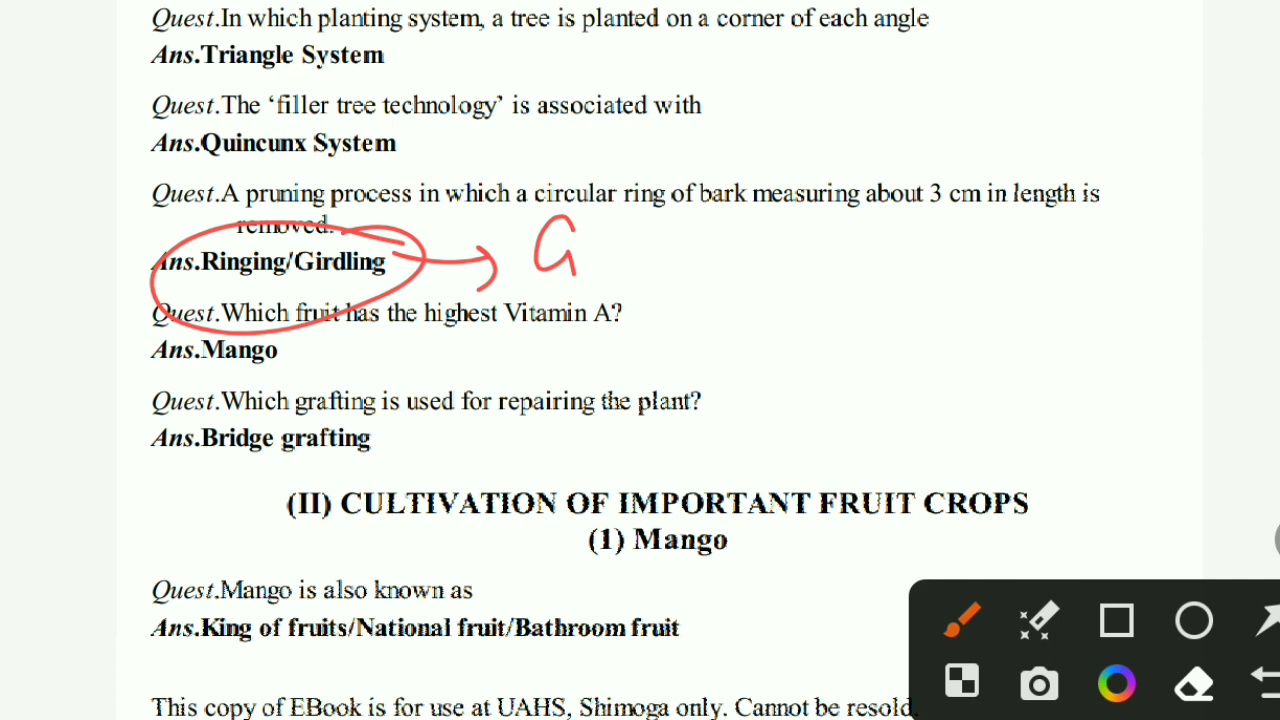 Quest.In which planting system, a tree is planted on a corner of each angle
Ans.Triangle System
Quest.The ‘filler tree technology’ is associated with
Ans.Quincunx System
Quest.A pruning process in which a circular ring of bark measuring about 3 cm in length is
removed.
Ans.Ringing/Girdling
G
Quest.Which fruit has the highest Vitamin A?
Ans.Mango
Quest.Which grafting is used for repairing the plant?
Ans.Bridge grafting
(II) CULTIVATION OF IMPORTANT FRUIT CROPS
(1) Mango
Quest.Mango is also known as
Ans.King of fruits/National fruit/Bathroom fruit
This copy of EBook is for use at UAHS, Shimoga only. Cannot be resold.